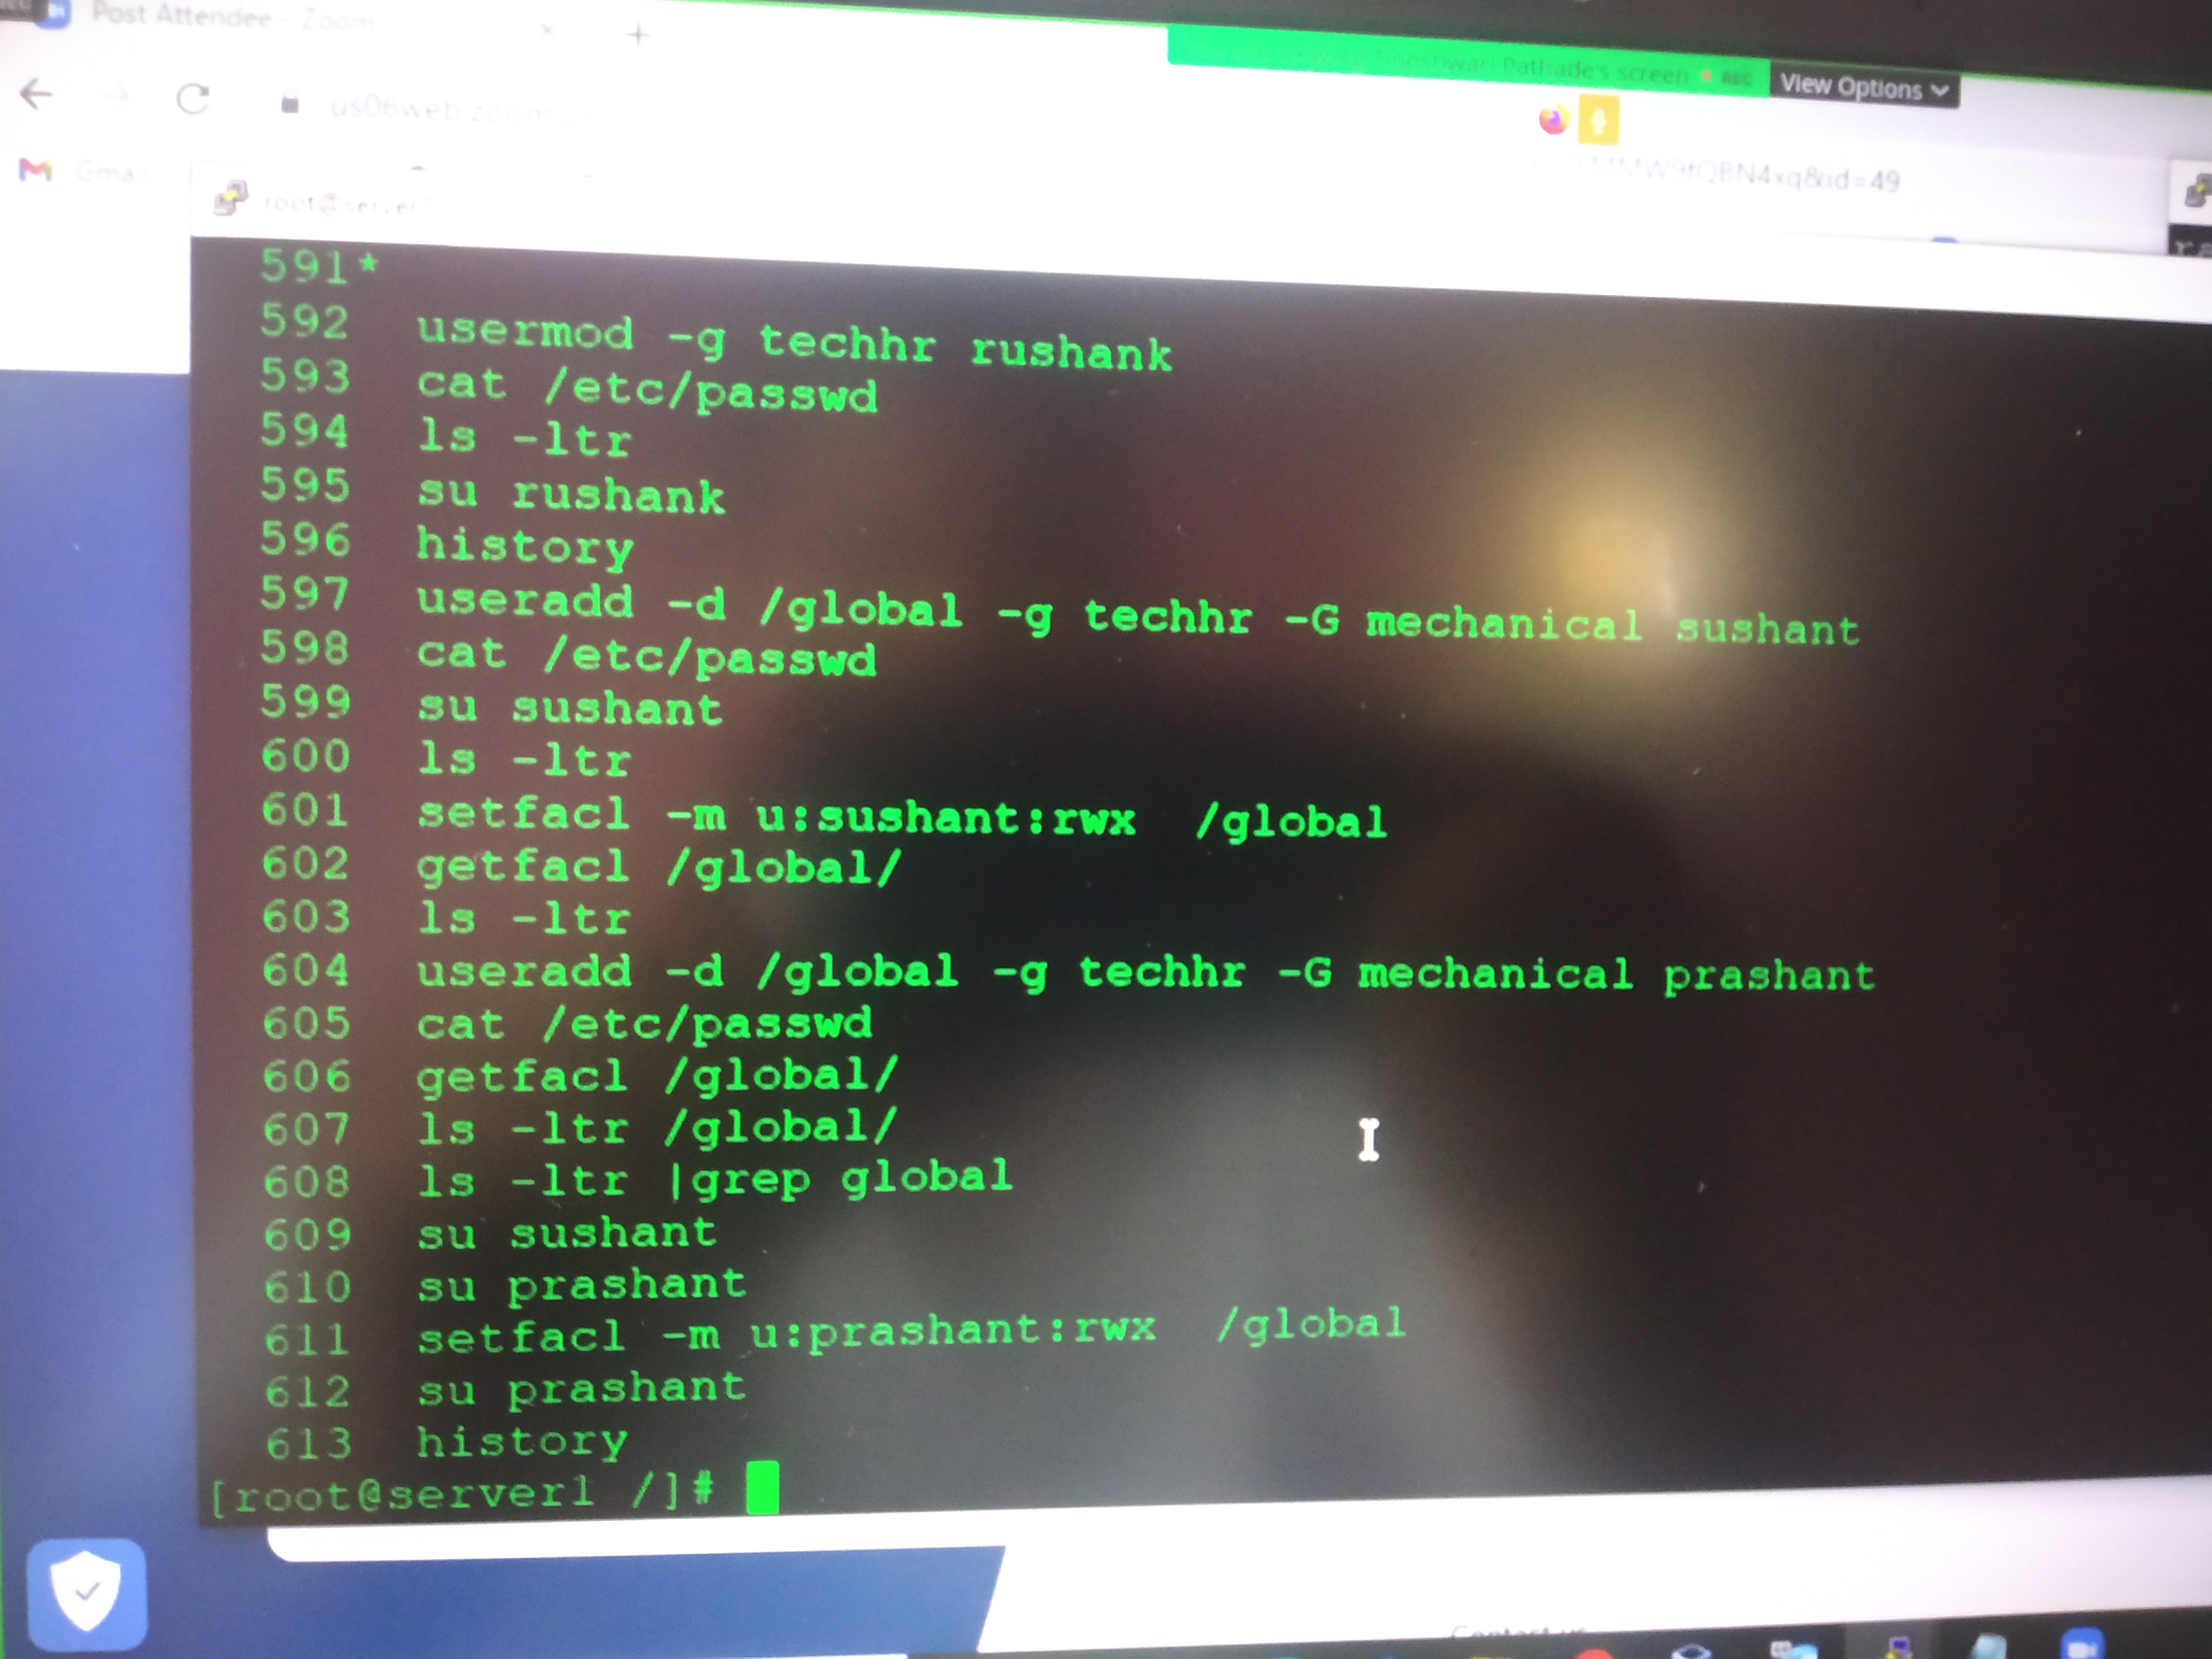 Post Attendee - Zoom
Pathade's screen REC View Options
us06web.zoom
MMW9fQBN4xq&id=49
Gmai
root@server1
591*
592 usermod -g techhr rushank
593 cat /etc/passwd
594 ls -ltr
595 su rushank
596 history
597 useradd -d /global -g techhr -G mechanical sushant
598 cat /etc/passwd
599 su sushant
600 ls -ltr
601 setfacl -m u:sushant:rwx  /global
602 getfacl /global/
603 ls -ltr
604 useradd -d /global -g techhr -G mechanical prashant
605 cat /etc/passwd
606 getfacl /global/
607 ls -ltr /global/
608 ls -ltr |grep global
609 su sushant
610 su prashant
611 setfacl -m u:prashant:rwx  /global
612 su prashant
613 history
[root@server1 /]#